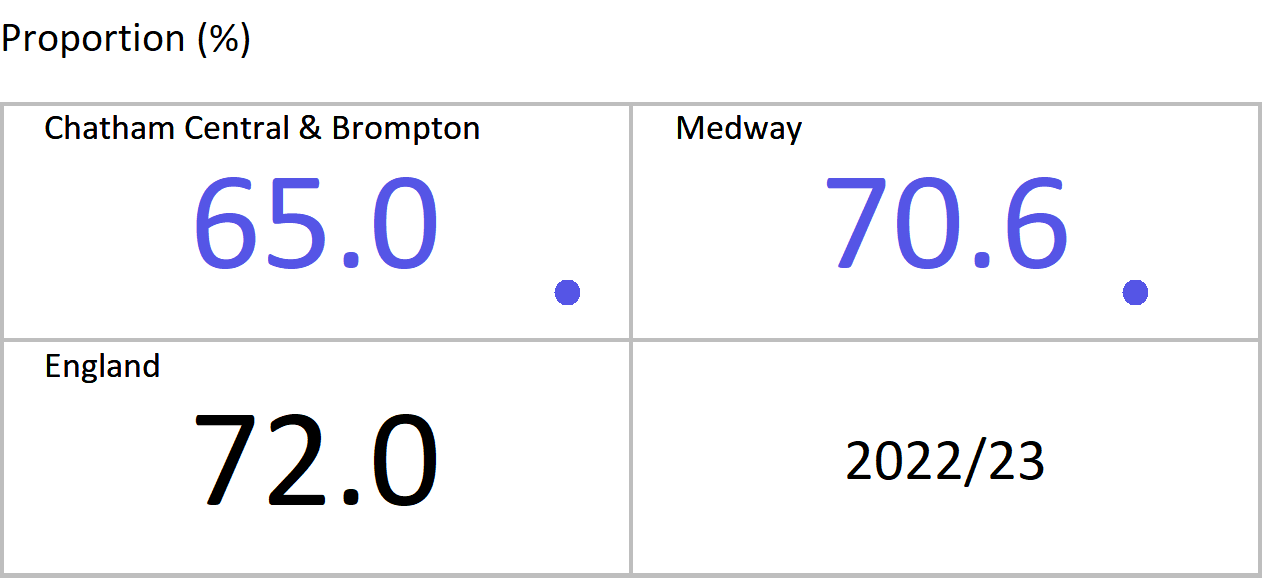 Proportion (%)
Chatham Central & Brompton
65.0
Medway
70.6
England
72.0
2022/23